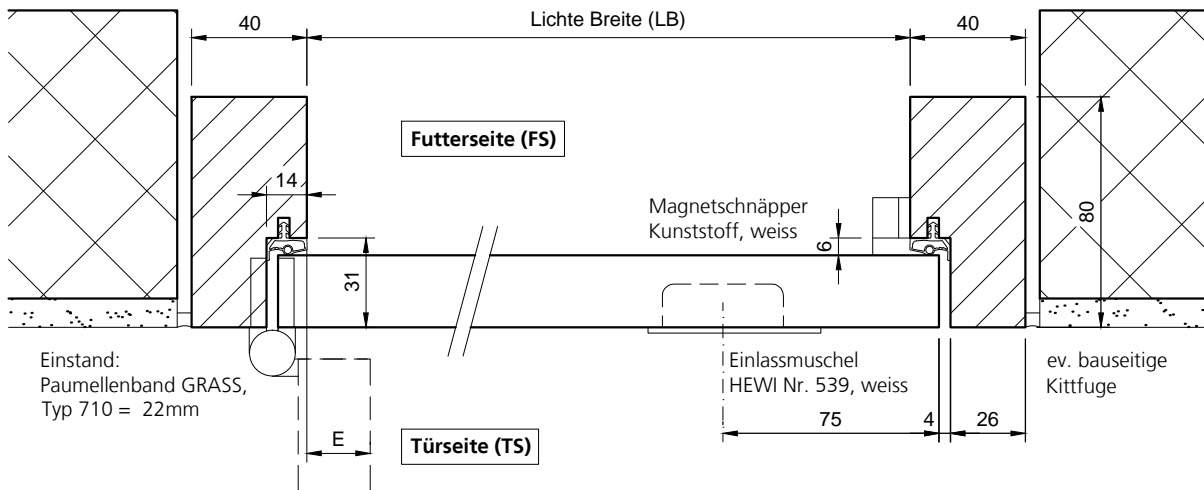 40
Lichte Breite (LB)
40
Futterseite (FS)
14
Magnetschnäpper
Kunststoff, weiss
6
80
31
Einstand:
Paumellenband GRASS,
Typ 710 = 22mm
Einlassmuschel
HEWI Nr. 539, weiss
ev. bauseitige
Kittfuge
75
4
26
E
Türseite (TS)